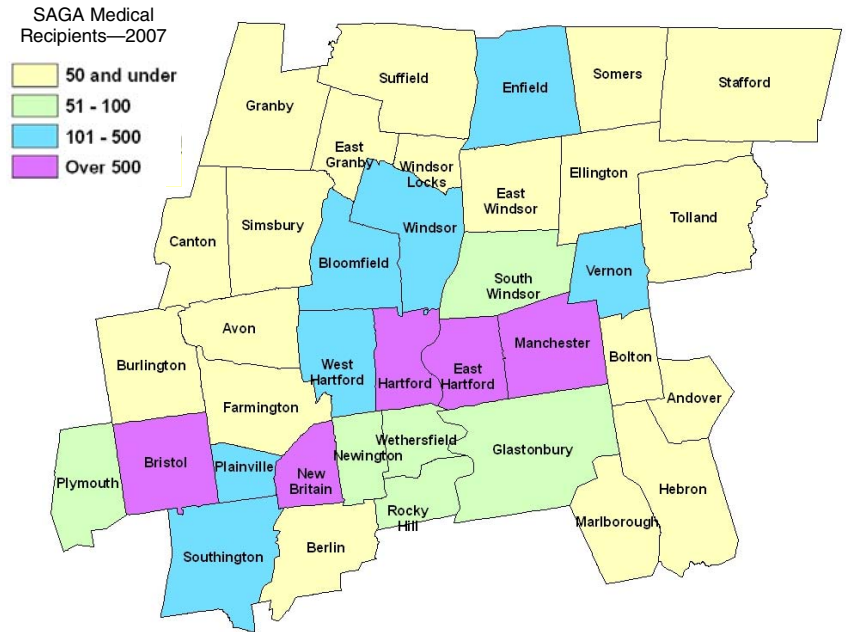 SAGA Medical
Recipients—2007
50 and under
51 - 100
101 - 500
Over 500
Suffield
Enfield
Somers
Stafford
Granby
East
Granby
Windsor
Locks
East
Windsor
Ellington
Tolland
Canton
Simsbury
Windsor
Bloomfield
South
Windsor
Vernon
Avon
Burlington
West
Hartford
Hartford
East
Hartford
Manchester
Bolton
Andover
Farmington
Plymouth
Bristol
Plainville
New
Britain
Newington
Wethersfield
Glastonbury
Rocky
Hill
Hebron
Marlborough
Southington
Berlin